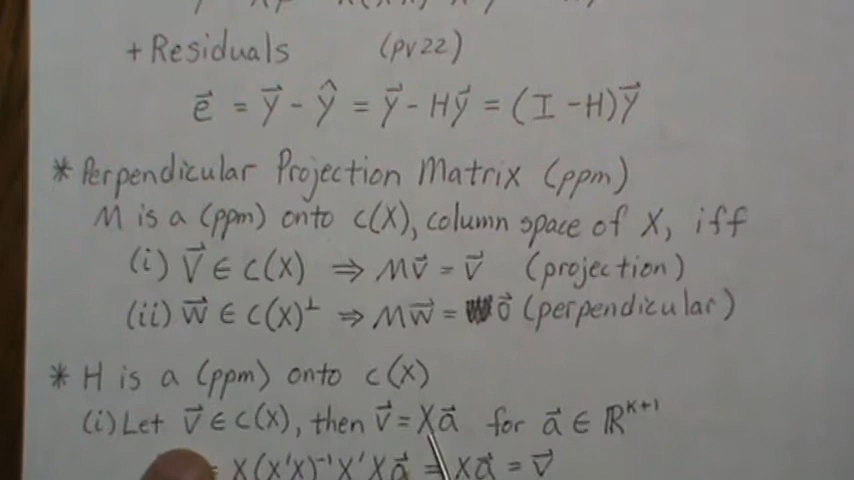 + Residuals (pv22)
e⃗ = y⃗ - ŷ = y⃗ - Hy⃗ = (I - H)y⃗
* Perpendicular Projection Matrix (ppm)
M is a (ppm) onto c(X), column space of X, iff
(i) v⃗ ∈ c(X) ⇒ Mv⃗ = v⃗ (projection)
(ii) w⃗ ∈ c(X)⊥ ⇒ Mw⃗ = 0⃗ (perpendicular)
* H is a (ppm) onto c(X)
(i) Let v⃗ ∈ c(X), then v⃗ = Xa⃗ for a⃗ ∈ ℝᴷ⁺¹
= X(X'X)⁻¹X'Xa⃗ = Xa⃗ = v⃗